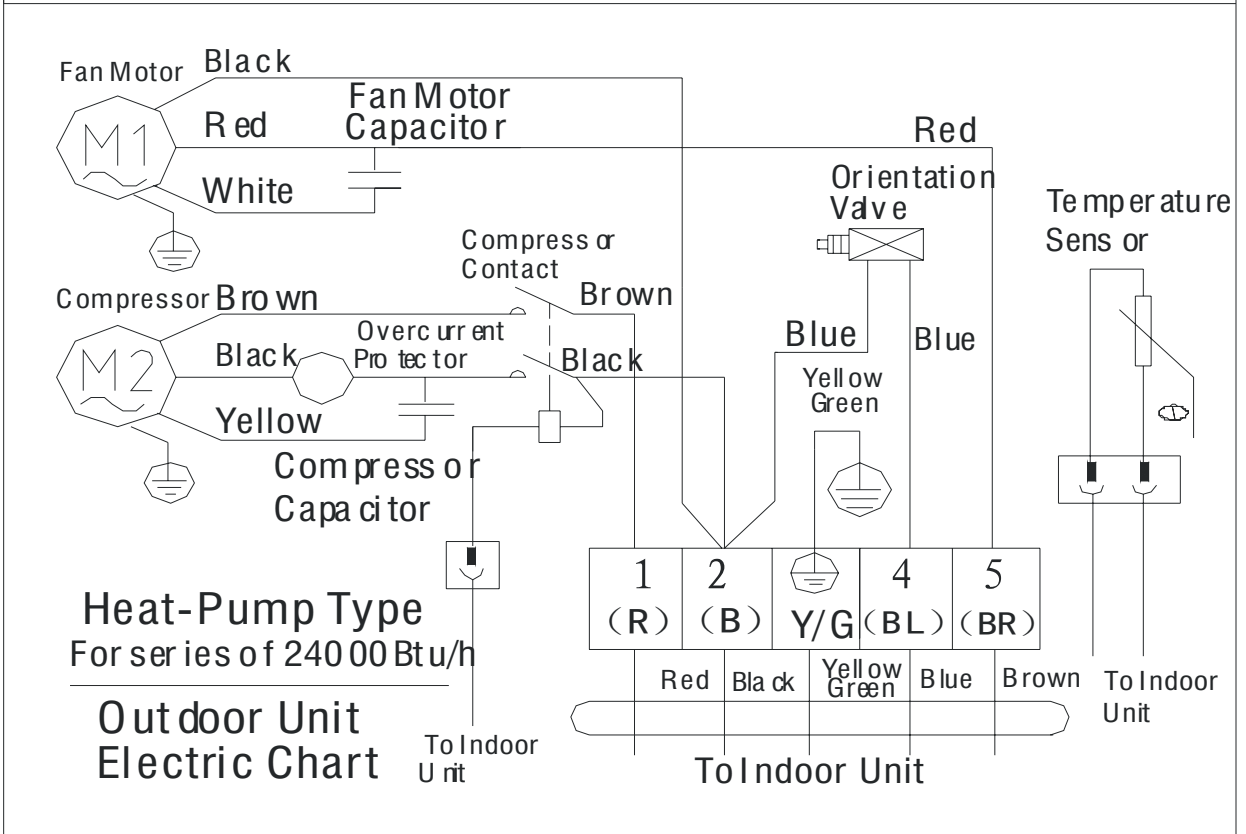 Fan Motor
Black
M1
Red
White
Fan Motor
Capacitor
Red
Orientation
Valve
Temperature
Sensor
Compressor
Contact
Compressor
Brown
Brown
M2
Black
Overcurrent
Protector
Black
Yellow
Compressor
Capacitor
Blue
Blue
Yellow
Green
1
2
4
5
(R)
(B)
Y/G
(BL)
(BR)
Red
Black
Yellow
Green
Blue
Brown
Heat-Pump Type
For series of 24000Btu/h
Outdoor Unit
Electric Chart
To Indoor
Unit
To Indoor Unit
To Indoor
Unit